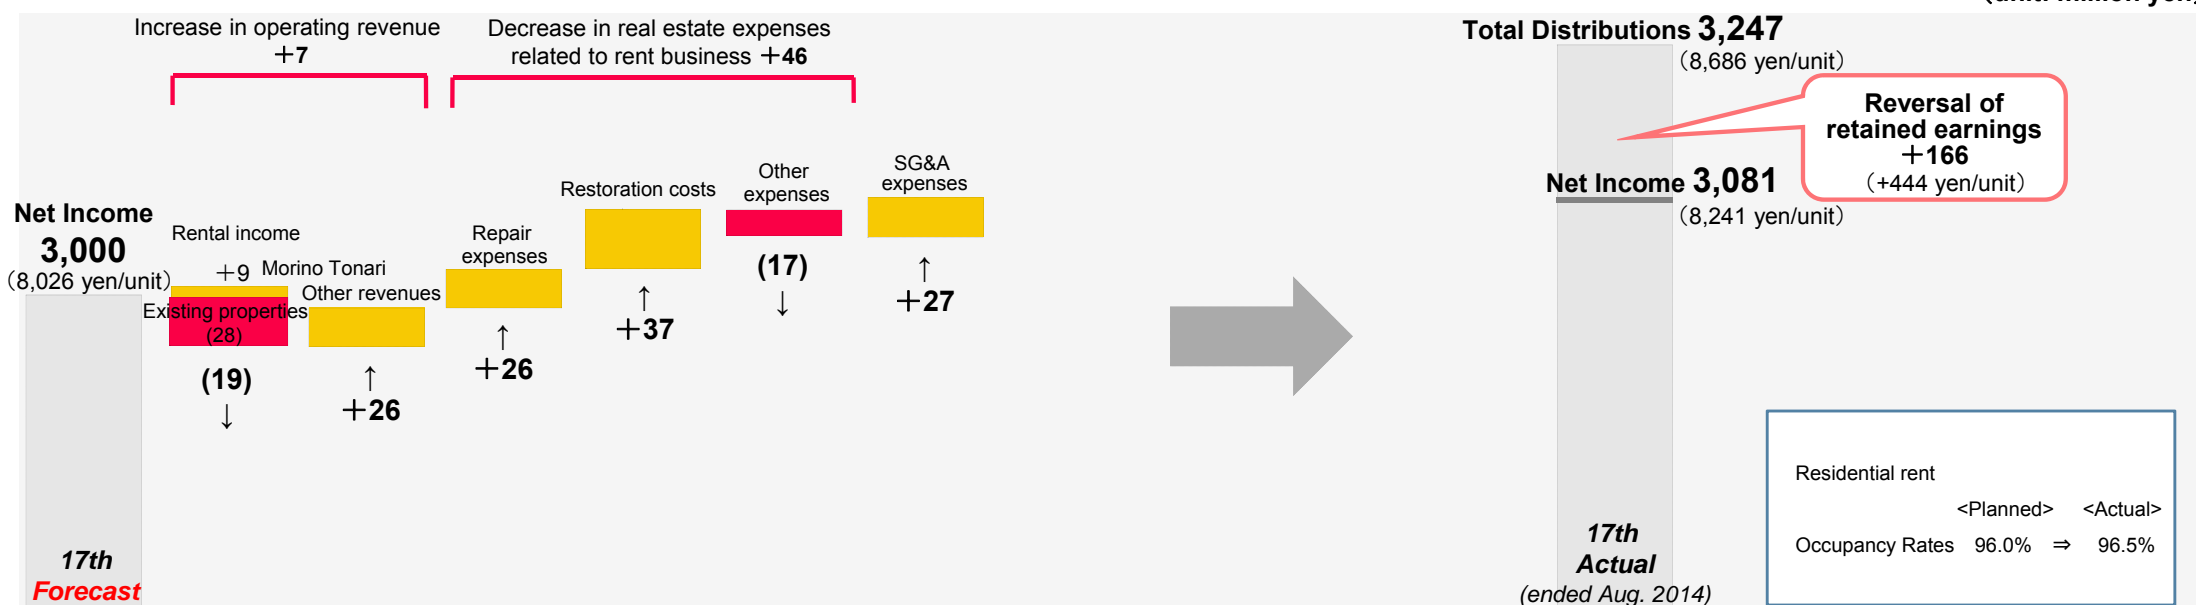 Increase in operating revenue
+7
Decrease in real estate expenses
related to rent business +46
Total Distributions 3,247
(8,686 yen/unit)
Reversal of
retained earnings
+166
(+444 yen/unit)
Net Income 3,081
(8,241 yen/unit)
Net Income
3,000
(8,026 yen/unit)
Rental income
+9 Morino Tonari
Existing properties
(28)
(19)
↓
Other revenues
↑
+26
Repair
expenses
↑
+26
Restoration costs
↑
+37
Other
expenses
(17)
↓
SG&A
expenses
↑
+27
17th
Forecast
17th
Actual
(ended Aug. 2014)
Residential rent
<Planned> <Actual>
Occupancy Rates 96.0% ⇒ 96.5%